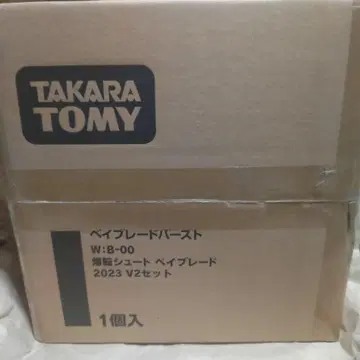 TAKARA
TOMY
ベイブレードバースト
W:B-00
爆転シュート ベイブレード
2023 V2セット
1個入